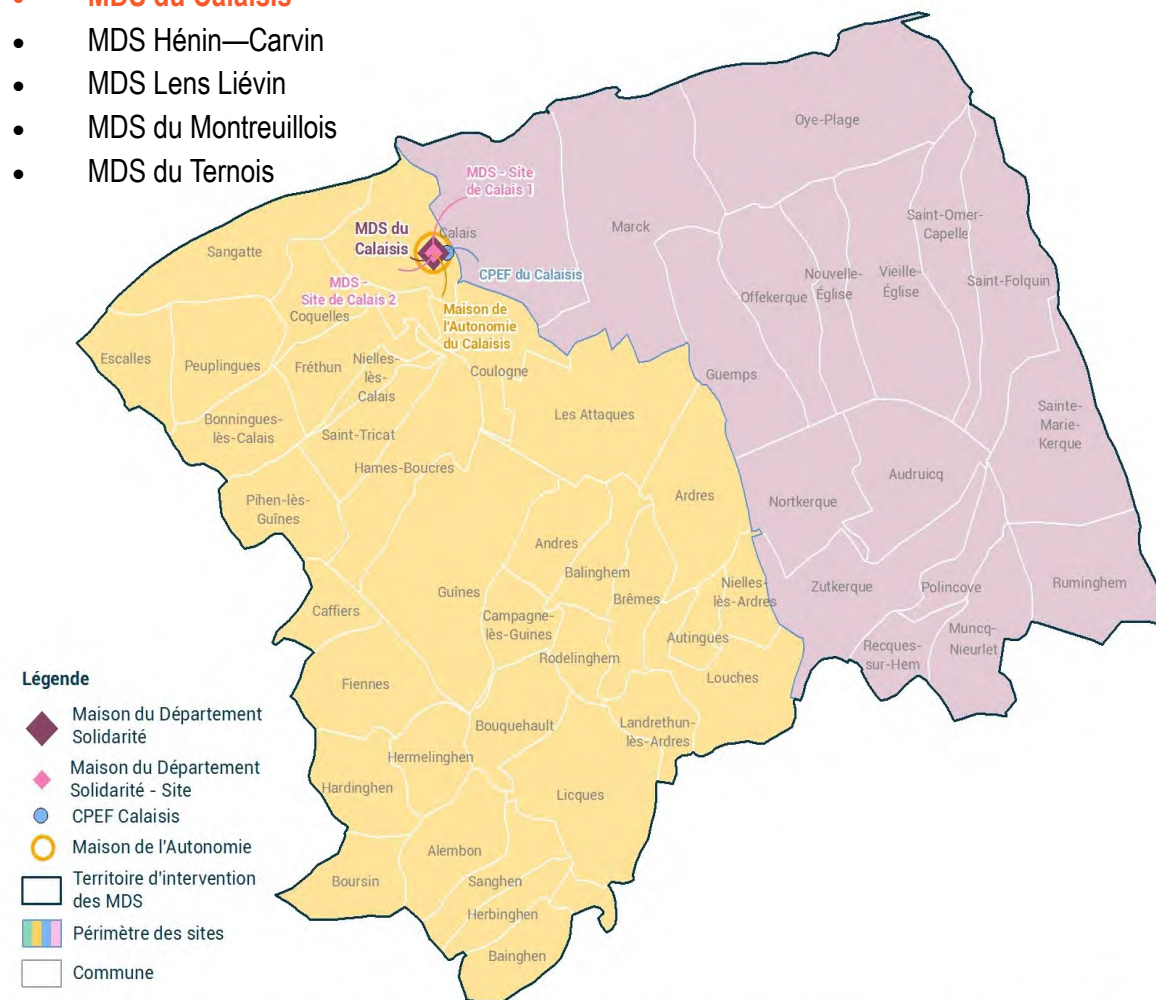 • MDS du Calaisis
• MDS Hénin—Carvin
• MDS Lens Liévin
• MDS du Montreuillois
• MDS du Ternois
Oye-Plage
MDS - Site
de Calais 1
Marck
Saint-Omer-
Capelle
MDS du
Calaisis
Calais
Sangatte
CPEF du Calaisis
Nouvelle-
Église
Vieille-
Église
Saint-Folquin
MDS -
Site de Calais 2
Offekerque
Coquelles
Maison de
l'Autonomie
du Calaisis
Escalles
Peuplingues
Fréthun
Nielles-
lès-
Calais
Coulogne
Guemps
Bonningues-
lès-Calais
Les Attaques
Sainte-
Marie-
Kerque
Saint-Tricat
Hames-Boucres
Audruicq
Pihen-lès-
Guînes
Ardres
Nortkerque
Andres
Balinghem
Guînes
Brêmes
Nielles-
lès-Ardres
Zutkerque
Polincove
Ruminghem
Caffiers
Campagne-
lès-Guines
Autingues
Muncq-
Nieurlet
Rodelinghem
Recques-
sur-Hem
Louches
Fiennes
Bouquehault
Landrethun-
lès-Ardres
Hermelinghen
Hardinghen
Licques
Alembon
Boursin
Sanghen
Herbinghen
Bainghen
Légende
Maison du Département
Solidarité
Maison du Département
Solidarité - Site
CPEF Calaisis
Maison de l'Autonomie
Territoire d'intervention
des MDS
Périmètre des sites
Commune